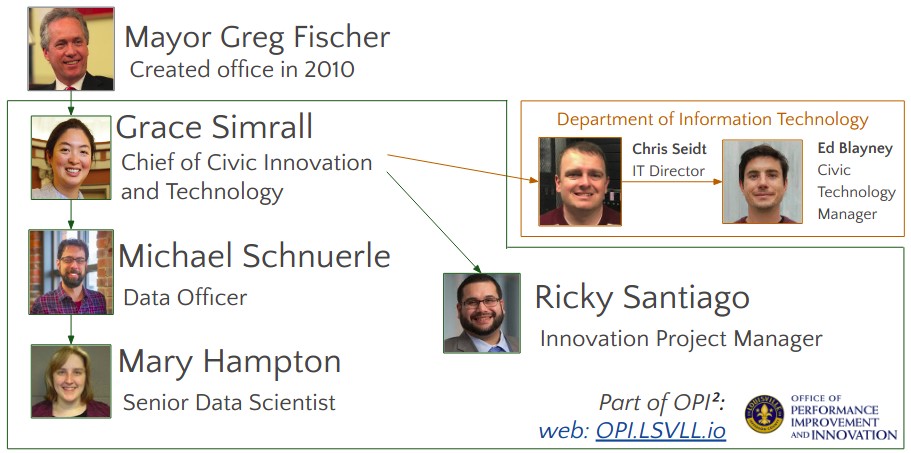 Mayor Greg Fischer
Created office in 2010
Grace Simrall
Chief of Civic Innovation
and Technology
Department of Information Technology
Chris Seidt
IT Director
Ed Blayney
Civic
Technology
Manager
Michael Schnuerle
Data Officer
Ricky Santiago
Innovation Project Manager
Mary Hampton
Senior Data Scientist
Part of OPI²:
web: OPI.LSVLL.io
OFFICE OF
PERFORMANCE
IMPROVEMENT
AND INNOVATION